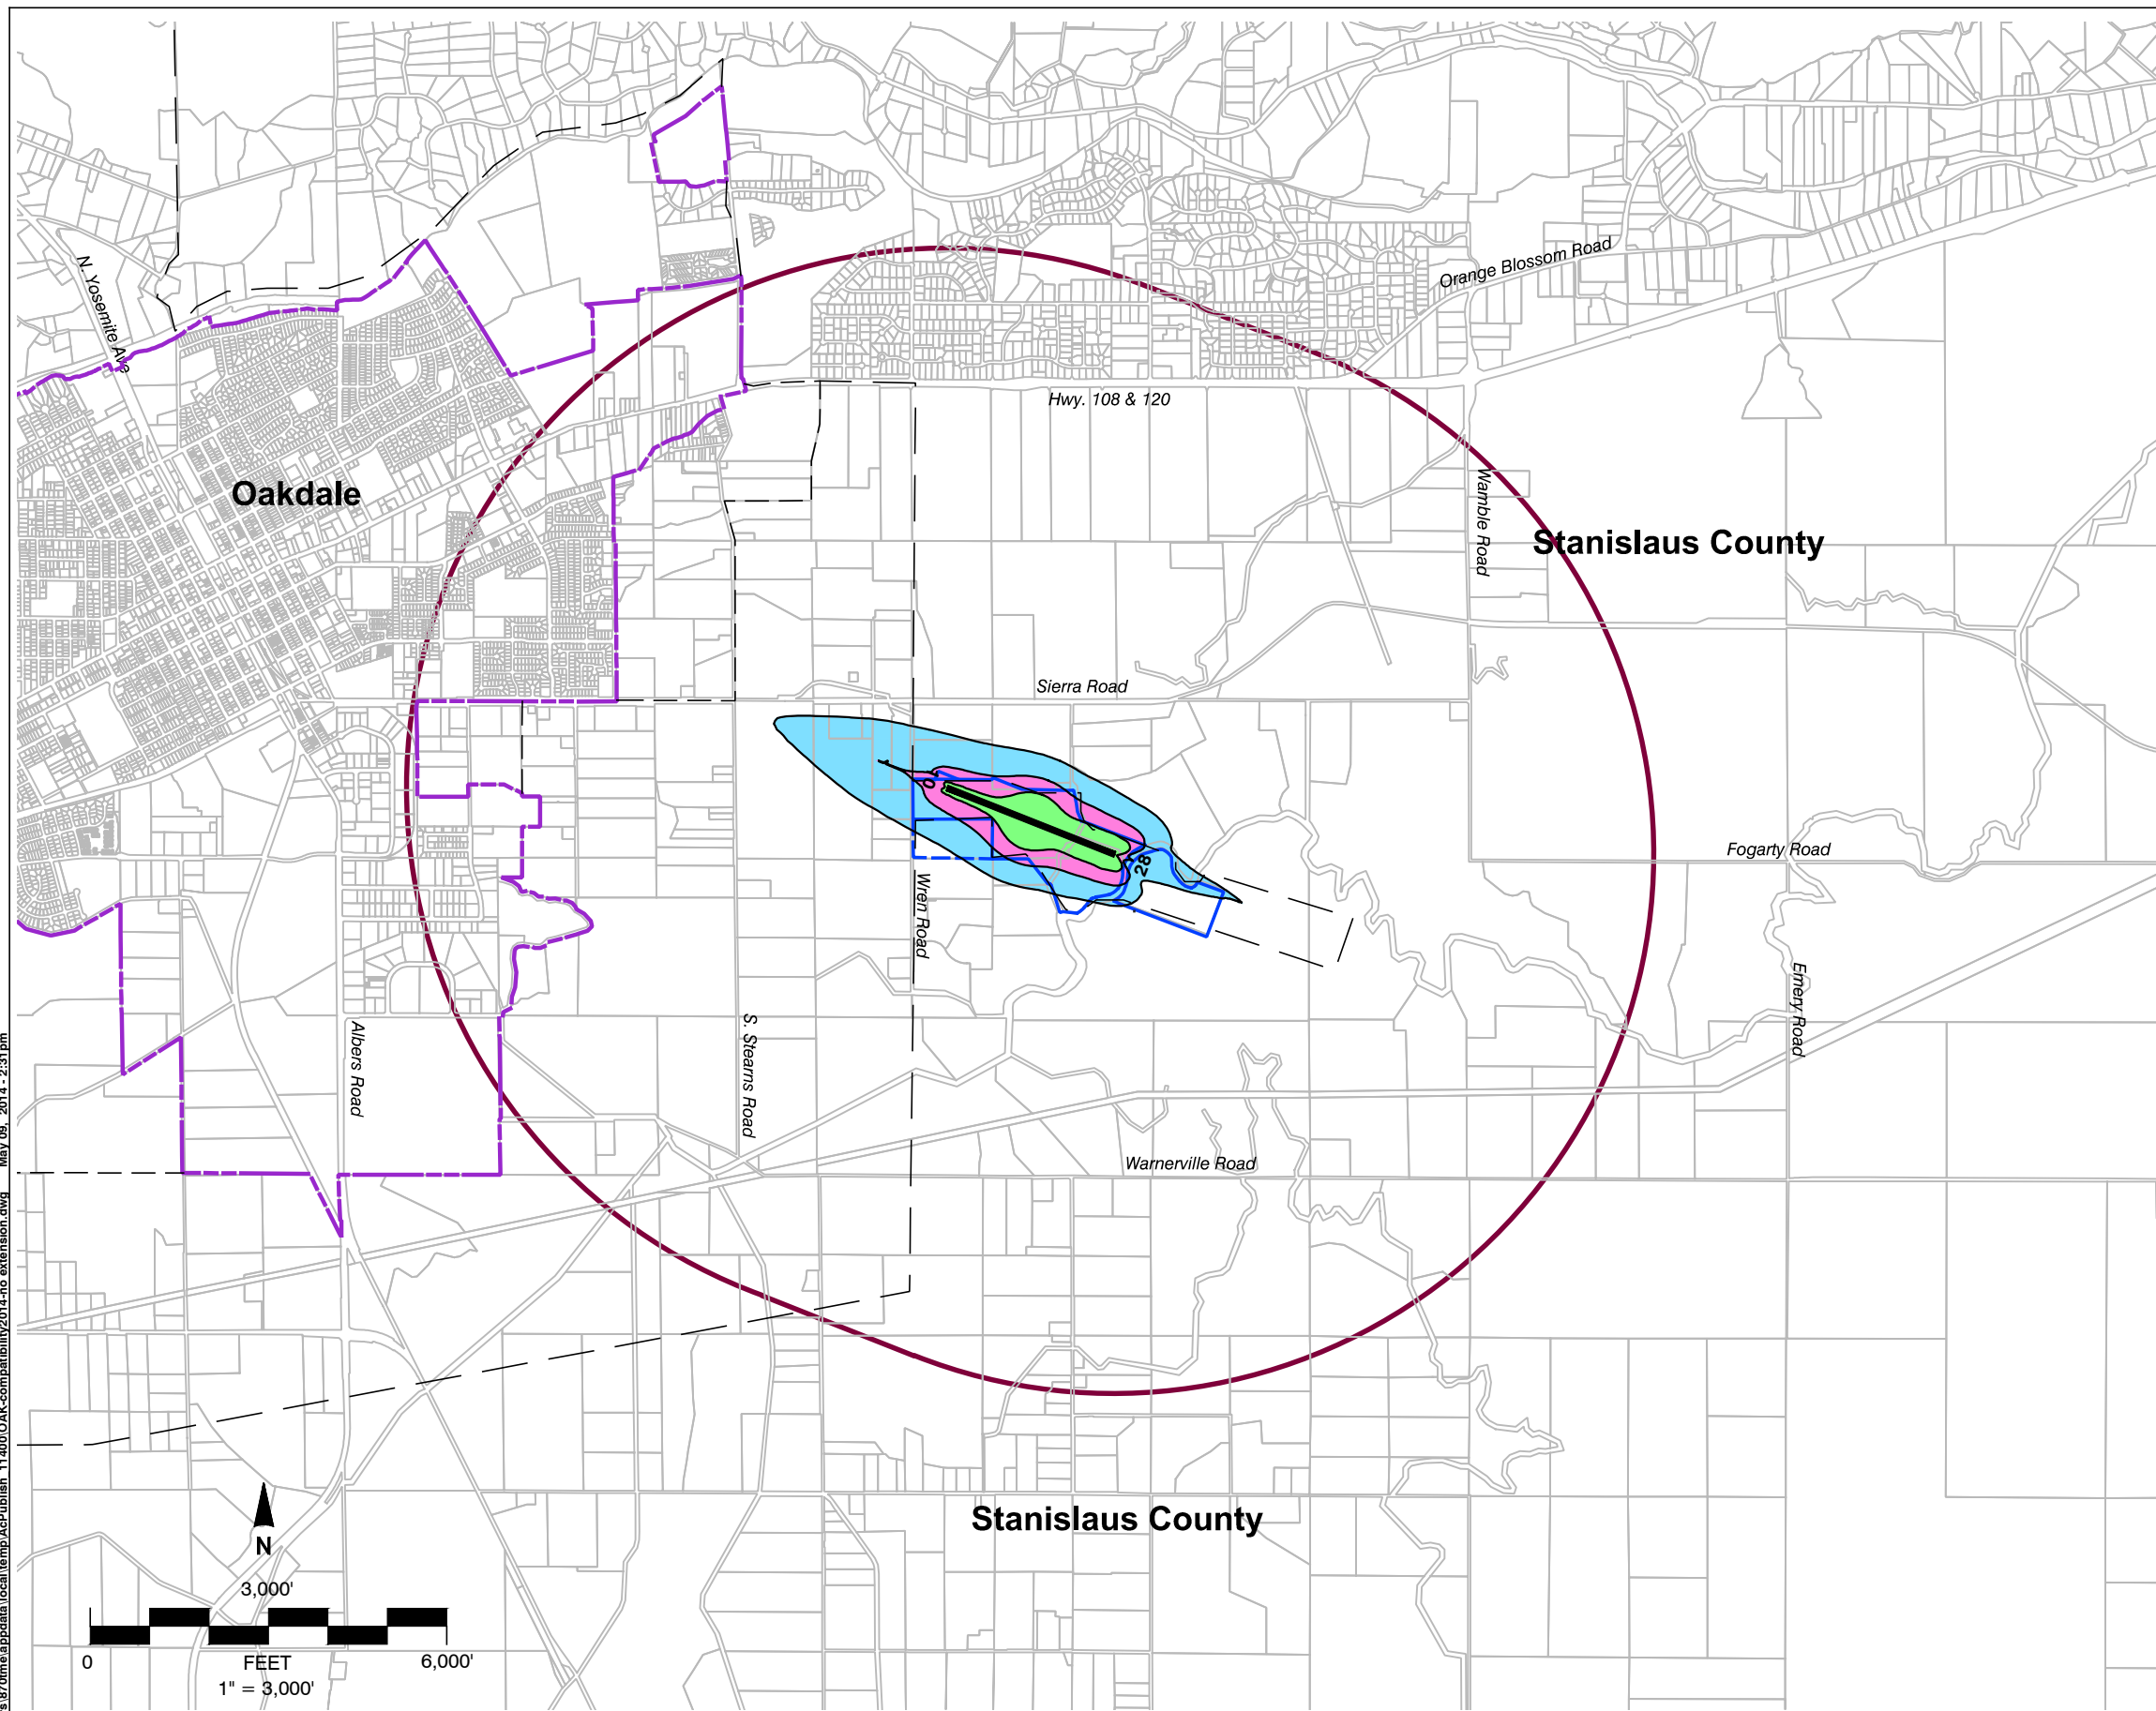 N. Yosemite Ave
Orange Blossom Road
Hwy. 108 & 120
Oakdale
Wamble Road
Stanislaus County
Sierra Road
10
28
Fogarty Road
Wren Road
Emery Road
Albers Road
S. Stearns Road
Warnerville Road
Stanislaus County
N
3,000'
0
FEET
6,000'
1" = 3,000'
May 09, 2014 - 2:31pm